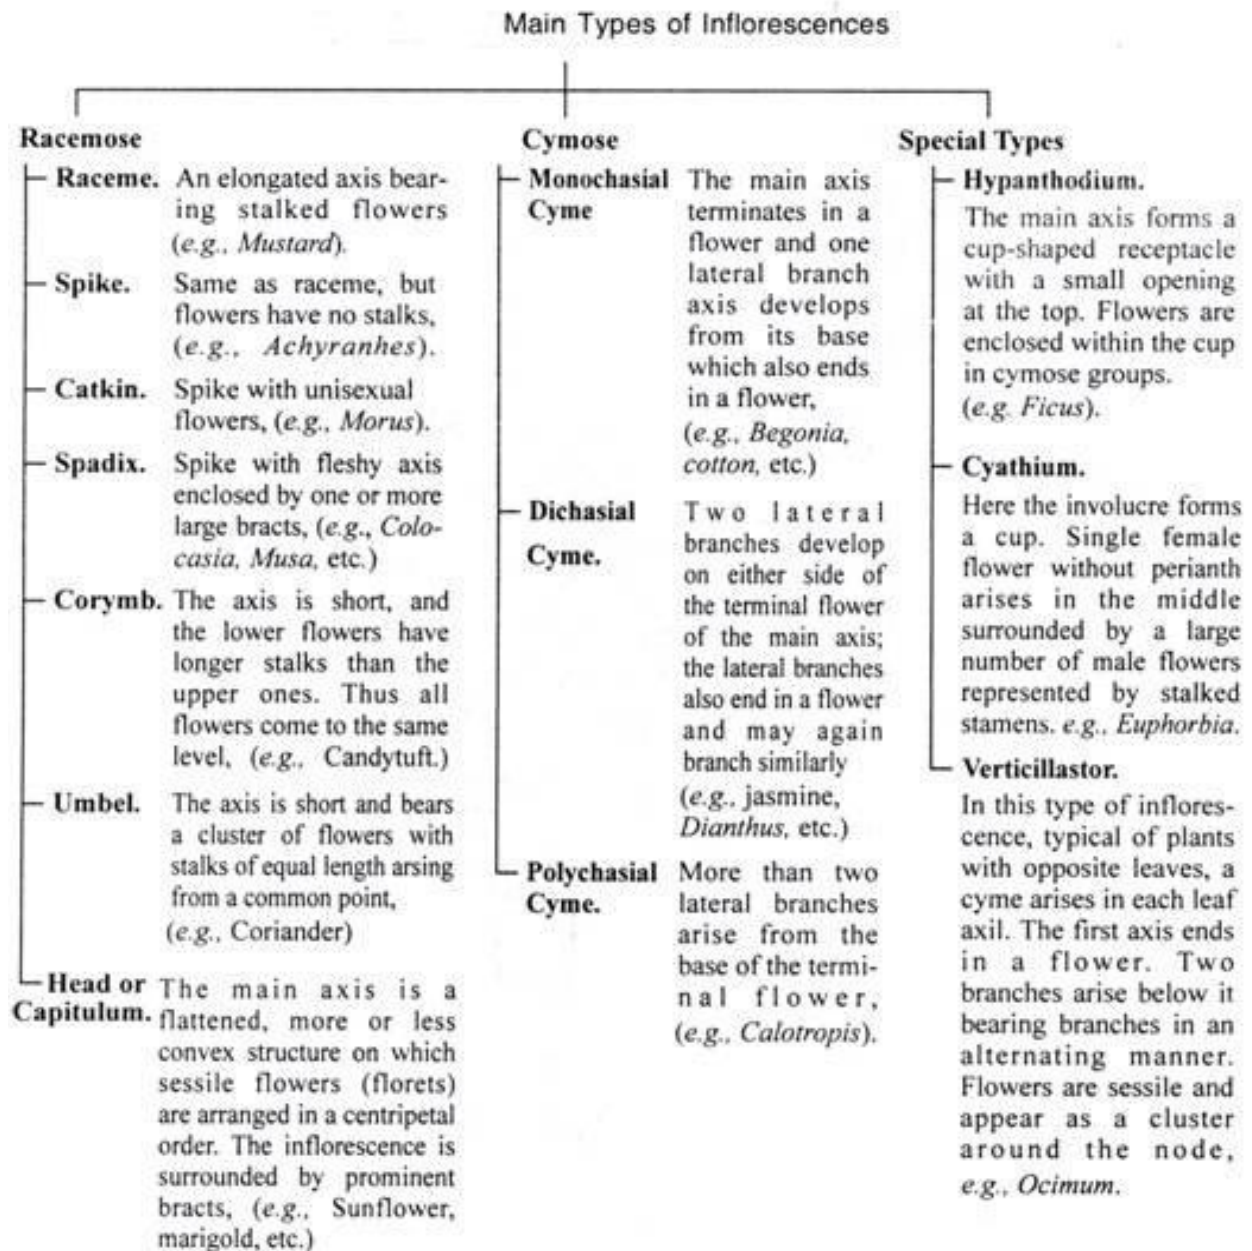 Main Types of Inflorescences
Racemose
Raceme. An elongated axis bear-
ing stalked flowers
(e.g., Mustard).
Spike. Same as raceme, but
flowers have no stalks,
(e.g., Achyranhes).
Catkin. Spike with unisexual
flowers, (e.g., Morus).
Spadix. Spike with fleshy axis
enclosed by one or more
large bracts, (e.g., Colo-
casia, Musa, etc.)
Corymb. The axis is short, and
the lower flowers have
longer stalks than the
upper ones. Thus all
flowers come to the same
level, (e.g., Candytuft.)
Umbel. The axis is short and bears
a cluster of flowers with
stalks of equal length arsing
from a common point,
(e.g., Coriander)
Head or The main axis is a
Capitulum. flattened, more or less
convex structure on which
sessile flowers (florets)
are arranged in a centripetal
order. The inflorescence is
surrounded by prominent
bracts, (e.g., Sunflower,
marigold, etc.)
Cymose
Monochasial The main axis
Cyme terminates in a
flower and one
lateral branch
axis develops
from its base
which also ends
in a flower,
(e.g., Begonia,
cotton, etc.)
Dichasial Two lateral
Cyme. branches develop
on either side of
the terminal flower
of the main axis;
the lateral branches
also end in a flower
and may again
branch similarly
(e.g., jasmine,
Dianthus, etc.)
Polychasial More than two
Cyme. lateral branches
arise from the
base of the termi-
nal flower,
(e.g., Calotropis).
Special Types
Hypanthodium.
The main axis forms a
cup-shaped receptacle
with a small opening
at the top. Flowers are
enclosed within the cup
in cymose groups.
(e.g. Ficus).
Cyathium.
Here the involucre forms
a cup. Single female
flower without perianth
arises in the middle
surrounded by a large
number of male flowers
represented by stalked
stamens. e.g., Euphorbia.
Verticillastor.
In this type of inflores-
cence, typical of plants
with opposite leaves, a
cyme arises in each leaf
axil. The first axis ends
in a flower. Two
branches arise below it
bearing branches in an
alternating manner.
Flowers are sessile and
appear as a cluster
around the node,
e.g., Ocimum.